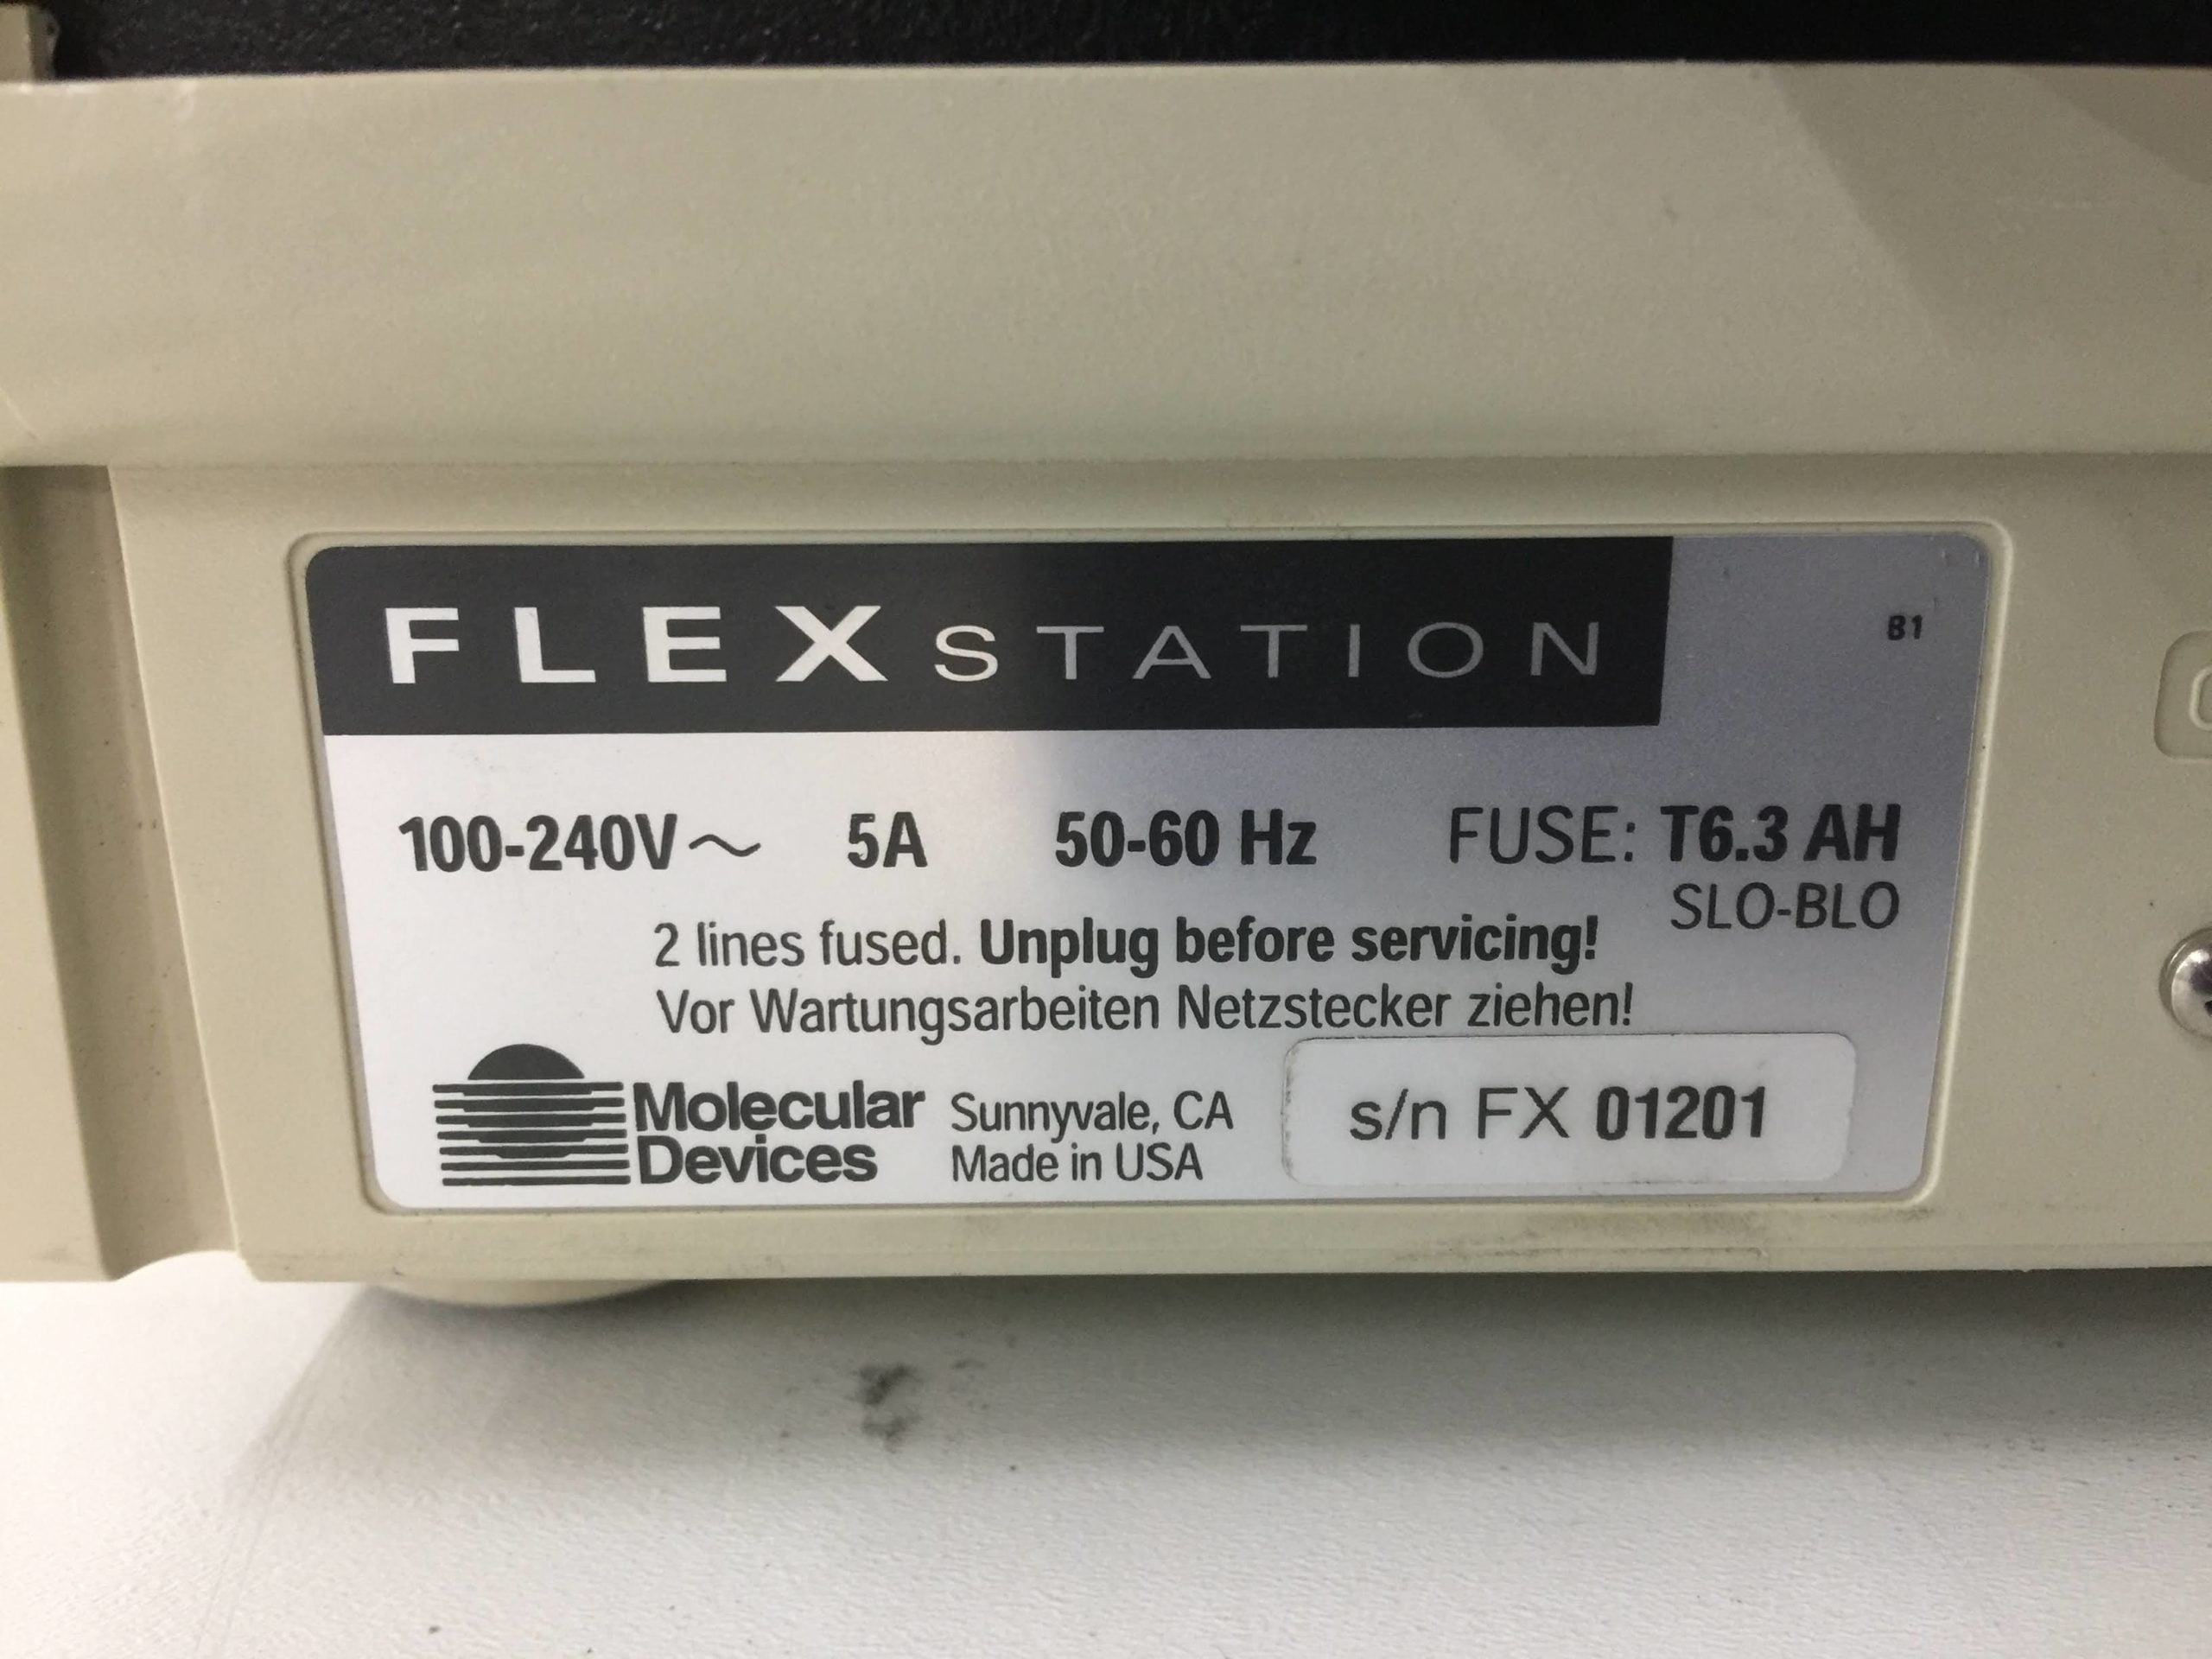 FLEXSTATION
B1
100-240V~ 5A 50-60 Hz FUSE: T6.3 AH
SLO-BLO
2 lines fused. Unplug before servicing!
Vor Wartungsarbeiten Netzstecker ziehen!
Molecular
Devices
Sunnyvale, CA
Made in USA
s/n FX 01201